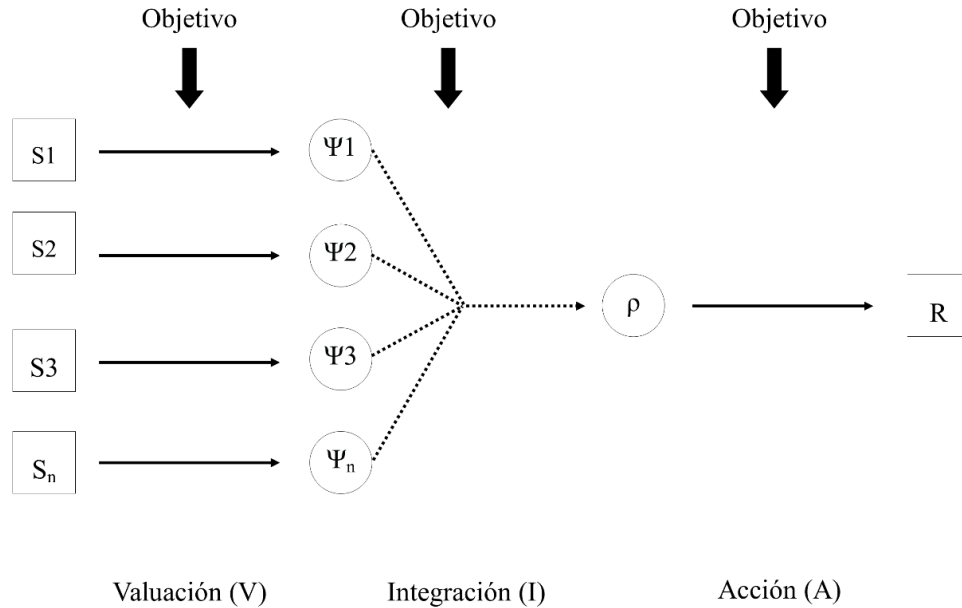 Objetivo Objetivo Objetivo
S1 Ψ1
S2 Ψ2
ρ R
S3 Ψ3
Sₙ Ψₙ
Valuación (V) Integración (I) Acción (A)